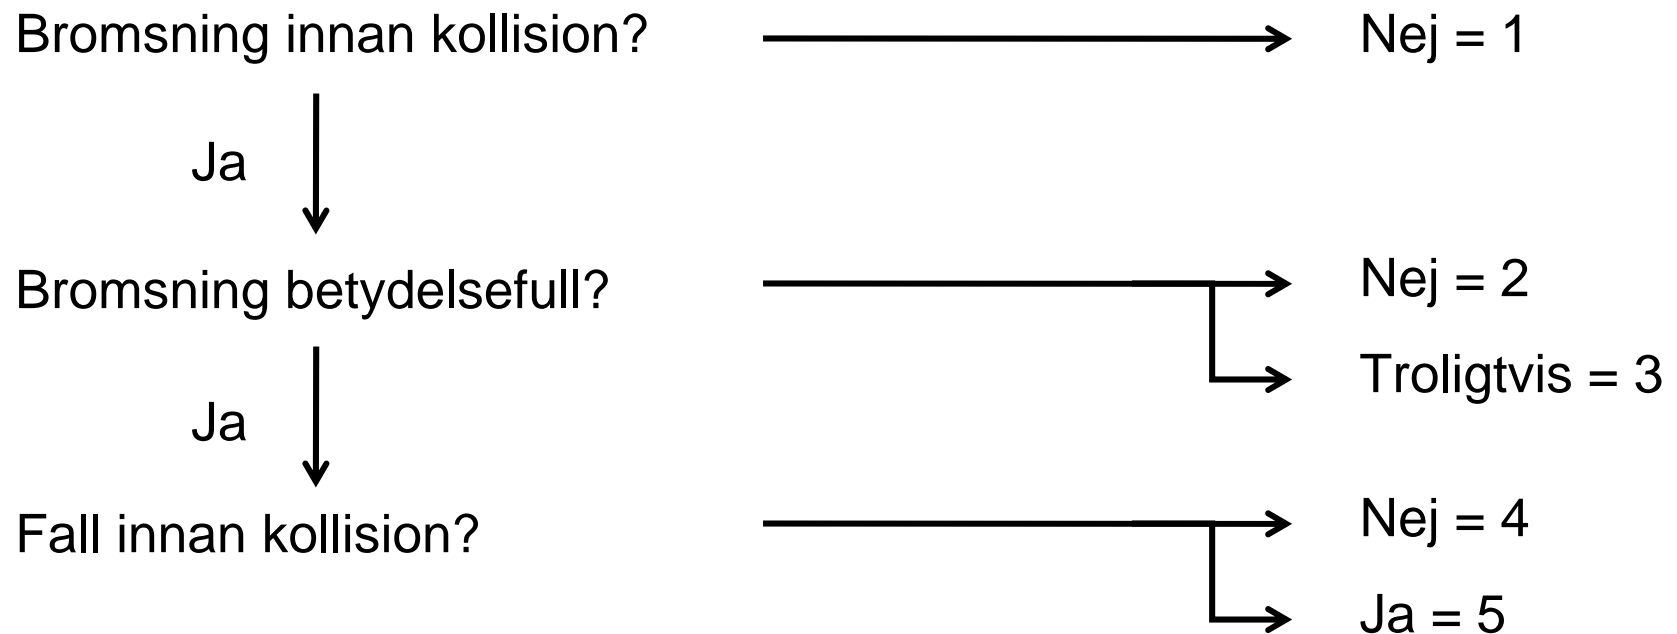 Bromsning innan kollision?
Nej = 1
Ja
Bromsning betydelsefull?
Nej = 2
Troligtvis = 3
Ja
Fall innan kollision?
Nej = 4
Ja = 5